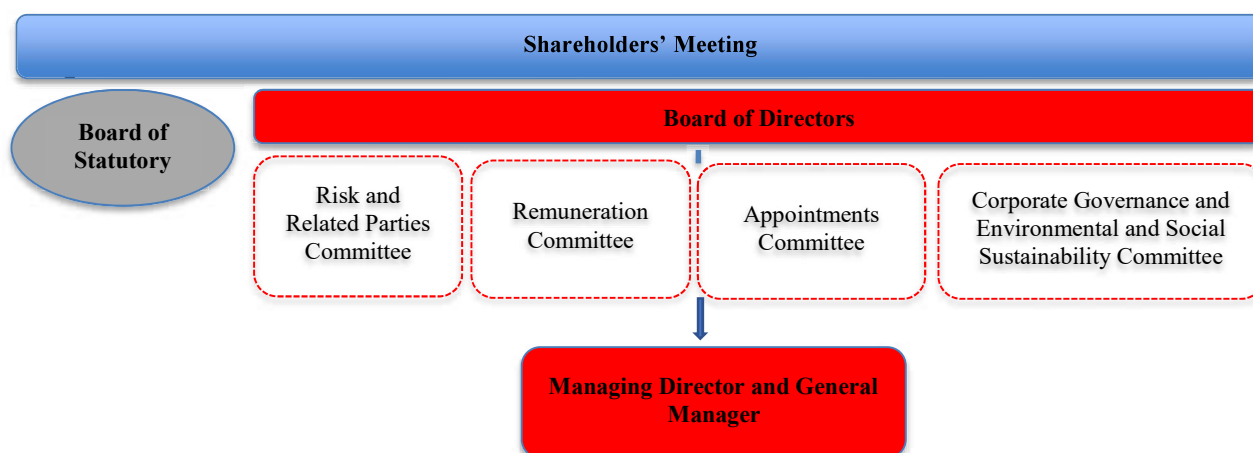 Shareholders’ Meeting
Board of
Statutory
Board of Directors
Risk and
Related Parties
Committee
Remuneration
Committee
Appointments
Committee
Corporate Governance and
Environmental and Social
Sustainability Committee
Managing Director and General
Manager